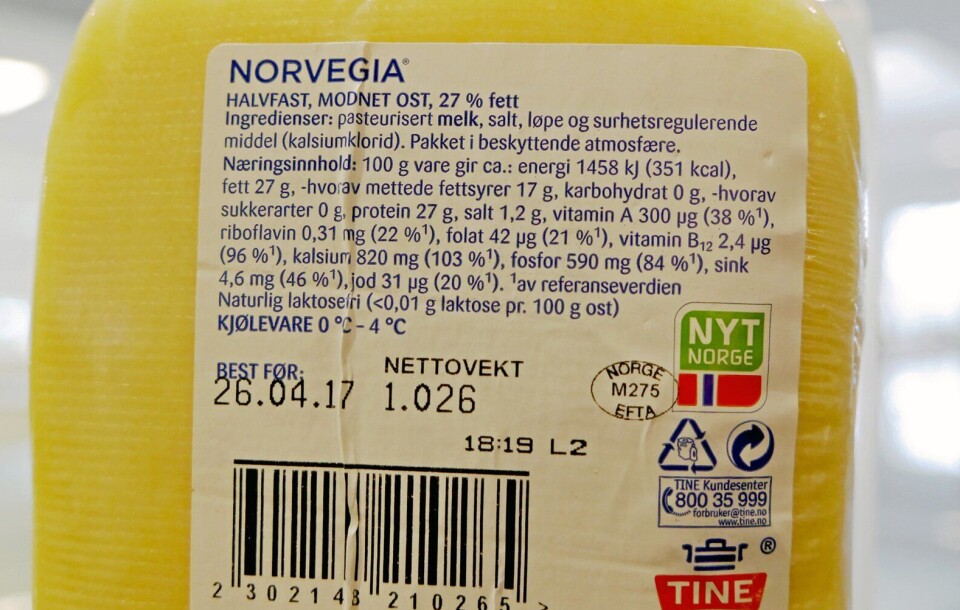 NORVEGIA®
HALVFAST, MODNET OST, 27 % fett
Ingredienser: pasteurisert melk, salt, løpe og surhetsregulerende
middel (kalsiumklorid). Pakket i beskyttende atmosfære.
Næringsinnhold: 100 g vare gir ca.: energi 1458 kJ (351 kcal),
fett 27 g, -hvorav mettede fettsyrer 17 g, karbohydrat 0 g, -hvorav
sukkerarter 0 g, protein 27 g, salt 1,2 g, vitamin A 300 µg (38 %¹),
riboflavin 0,31 mg (22 %¹), folat 42 µg (21 %¹), vitamin B₁₂ 2,4 µg
(96 %¹), kalsium 820 mg (103 %¹), fosfor 590 mg (84 %¹), sink
4,6 mg (46 %¹), jod 31 µg (20 %¹). ¹av referanseverdien
Naturlig laktosefri (<0,01 g laktose pr. 100 g ost)
KJØLEVARE 0 °C – 4 °C
NYT
NORGE
BEST FØR: NETTOVEKT
26.04.17 1.026
NORGE
M275
EFTA
18:19 L2
TINE Kundesenter
800 35 999
forbruker@tine.no
www.tine.no
®
TINE
2 302148 210265 >